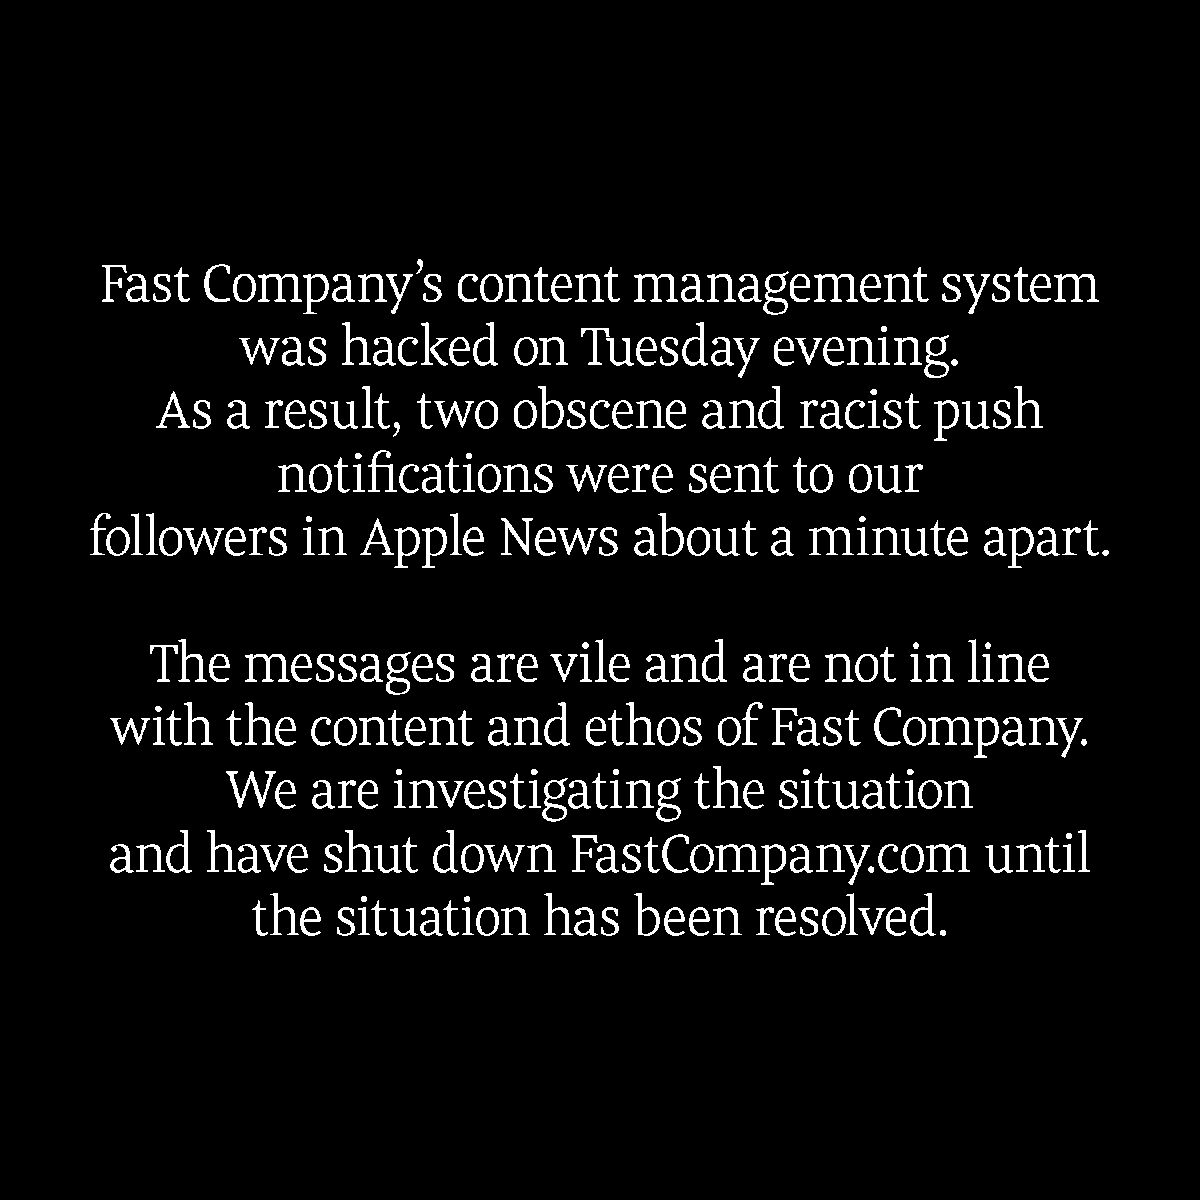 Fast Company’s content management system
was hacked on Tuesday evening.
As a result, two obscene and racist push
notifications were sent to our
followers in Apple News about a minute apart.
The messages are vile and are not in line
with the content and ethos of Fast Company.
We are investigating the situation
and have shut down FastCompany.com until
the situation has been resolved.